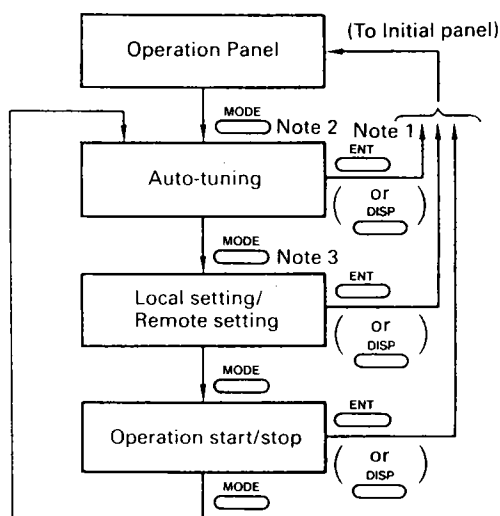 (To Initial panel)
Operation Panel
MODE
Note 2
Note 1
ENT
Auto-tuning
( or
DISP )
MODE
Note 3
ENT
Local setting/
Remote setting
( or
DISP )
MODE
ENT
Operation start/stop
( or
DISP )
MODE